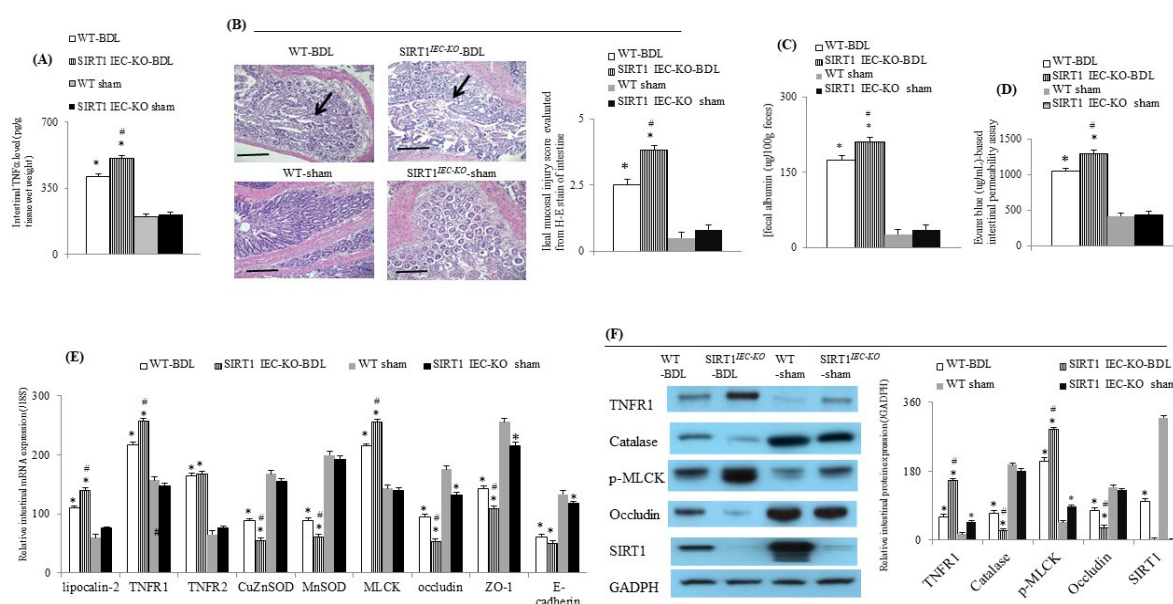 (A)
WT-BDL
SIRT1 IEC-KO-BDL
WT sham
SIRT1 IEC-KO sham
Intestinal TNFα level (pg/g
tissue wet weight)
700
450
0
(B)
WT-BDL
SIRT1IEC-KO-BDL
WT-sham
SIRT1IEC-KO-sham
WT-BDL
SIRT1 IEC-KO-BDL
WT sham
SIRT1 IEC-KO sham
Ileal mucosal injury score evaluated
from H-E stain of intestine
5
2.5
0
* # *
(C)
WT-BDL
SIRT1 IEC-KO-BDL
WT sham
SIRT1 IEC-KO sham
[fecal albumin (ug/100g feces
300
150
0
* # *
(D)
WT-BDL
SIRT1 IEC-KO-BDL
WT sham
SIRT1 IEC-KO sham
Evans blue (ug/mL)-based
intestinal permeability assay
1500
1000
500
0
* # *
(E)
WT-BDL
SIRT1 IEC-KO-BDL
WT sham
SIRT1 IEC-KO sham
Relative intestinal mRNA expression(/18S)
300
200
100
0
lipocalin-2
TNFR1
TNFR2
CuZnSOD
MnSOD
MLCK
occludin
ZO-1
E-
cadherin
(F)
WT
-BDL
SIRT1IEC-KO
-BDL
WT
-sham
SIRT1IEC-KO
-sham
TNFR1
Catalase
p-MLCK
Occludin
SIRT1
GADPH
WT-BDL
SIRT1 IEC-KO-BDL
WT sham
SIRT1 IEC-KO sham
Relative intestinal protein expression(/GADPH)
360
180
0
TNFR1
Catalase
p-MLCK
Occludin
SIRT1